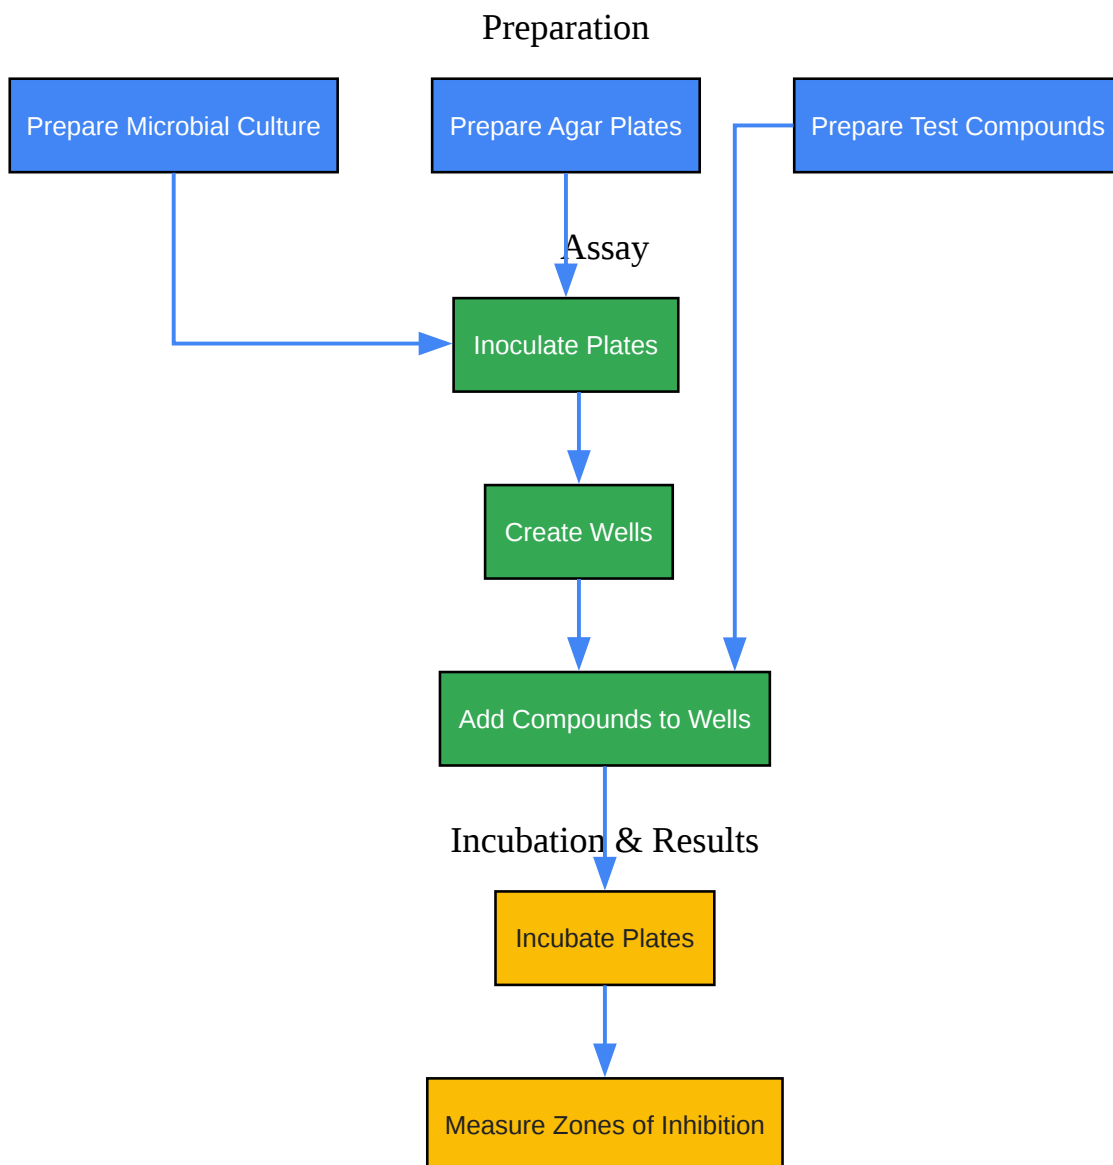 Preparation
Prepare Microbial Culture
Prepare Agar Plates
Prepare Test Compounds
Assay
Inoculate Plates
Create Wells
Add Compounds to Wells
Incubation & Results
Incubate Plates
Measure Zones of Inhibition